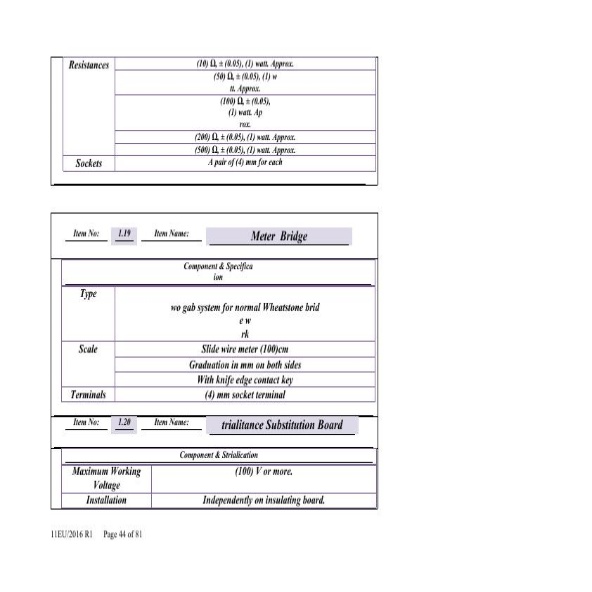 Resistances
(10) Ω, ± (0.05), (1) watt. Approx.
(50) Ω, ± (0.05), (1) w
tt. Approx.
(100) Ω, ± (0.05),
(1) watt. Ap
rox.
(200) Ω, ± (0.05), (1) watt. Approx.
(500) Ω, ± (0.05), (1) watt. Approx.
Sockets A pair of (4) mm for each
Item No: 1.19 Item Name: Meter Bridge
Component & Specifica
ion
Type
wo gab system for normal Wheatstone brid
e w
rk
Scale Slide wire meter (100)cm
Graduation in mm on both sides
With knife edge contact key
Terminals (4) mm socket terminal
Item No: 1.20 Item Name: trialitance Substitution Board
Component & Strialication
Maximum Working (100) V or more.
Voltage
Installation Independently on insulating board.
11EU/2016 R1 Page 44 of 81